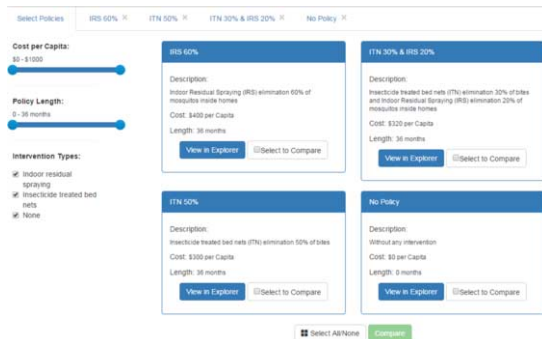 Select Policies IRS 60% × ITN 50% × ITN 30% & IRS 20% × No Policy ×
Cost per Capita:
$0 - $1000
Policy Length:
0 - 36 months
Intervention Types:
Indoor residual
spraying
Insecticide treated bed
nets
None
IRS 60%
Description:
Indoor Residual Spraying (IRS) elimination 60% of
mosquitos inside homes
Cost: $400 per Capita
Length: 36 months
View in Explorer Select to Compare
ITN 30% & IRS 20%
Description:
Insecticide treated bed nets (ITN) elimination 30% of bites
and Indoor Residual Spraying (IRS) elimination 20% of
mosquitos inside homes
Cost: $320 per Capita
Length: 36 months
View in Explorer Select to Compare
ITN 50%
Description:
Insecticide treated bed nets (ITN) elimination 50% of bites
Cost: $300 per Capita
Length: 36 months
View in Explorer Select to Compare
No Policy
Description:
Without any intervention
Cost: $0 per Capita
Length: 0 months
View in Explorer Select to Compare
Select All/None Compare